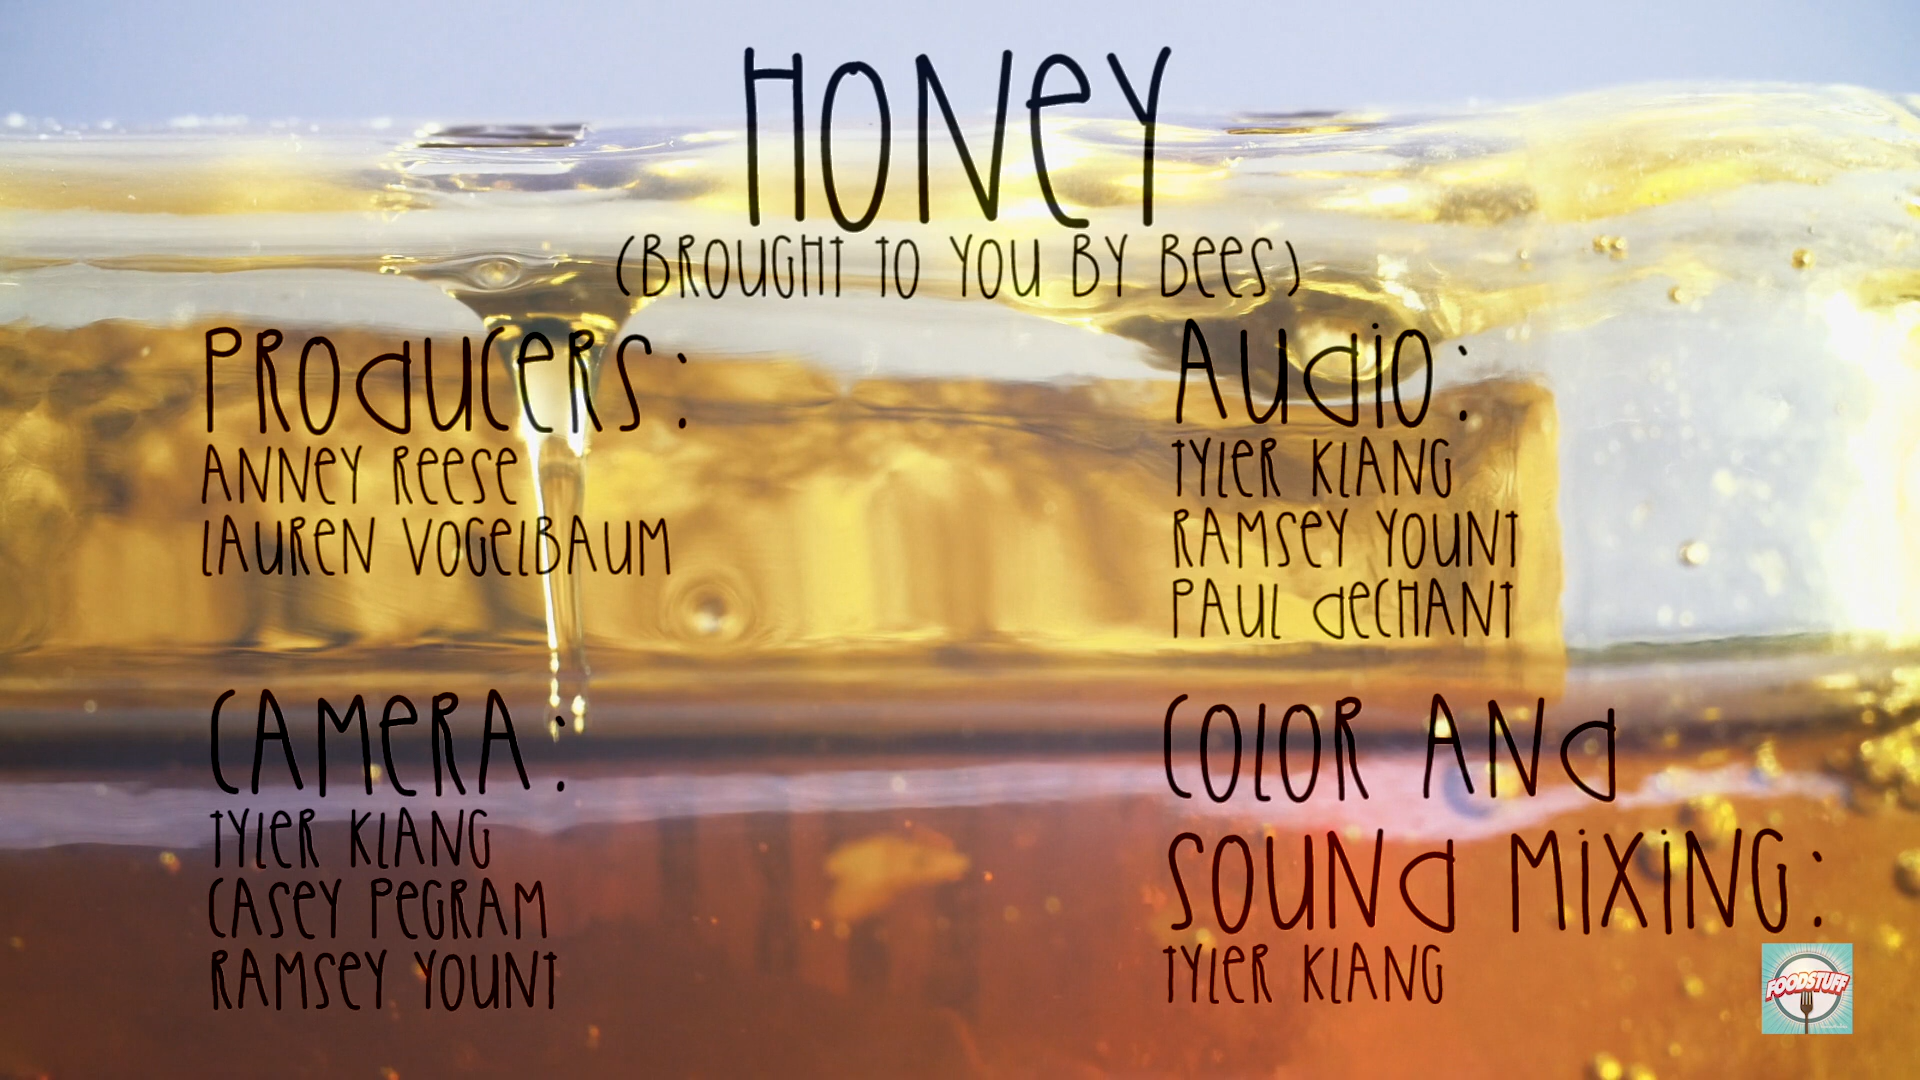 HONEY
(BROUGHT TO YOU BY BEES)
PRODUCERS:
ANNEY REESE
LAUREN VOGELBAUM
AUDIO:
TYLER KLANG
RAMSEY YOUNT
PAUL DECHANT
CAMERA:
TYLER KLANG
CASEY PEGRAM
RAMSEY YOUNT
COLOR AND
SOUND MIXING:
TYLER KLANG
FOODSTUFF